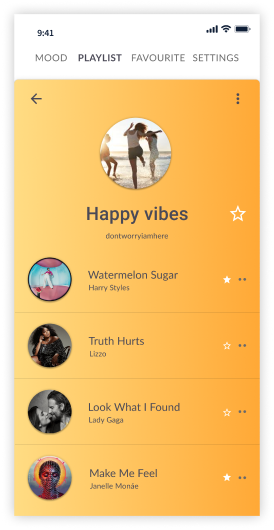 9:41
MOOD PLAYLIST FAVOURITE SETTINGS
Happy vibes
dontworryiamhere
Watermelon Sugar
Harry Styles
Truth Hurts
Lizzo
Look What I Found
Lady Gaga
Make Me Feel
Janelle Monáe